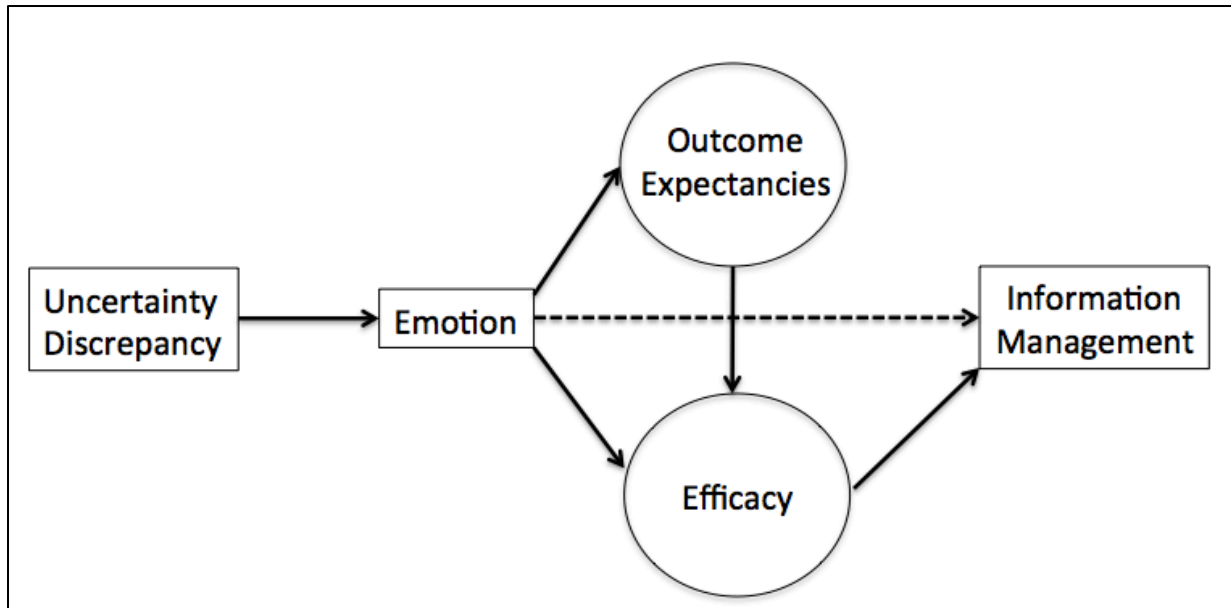 Outcome
Expectancies
Uncertainty
Discrepancy
Emotion
Information
Management
Efficacy